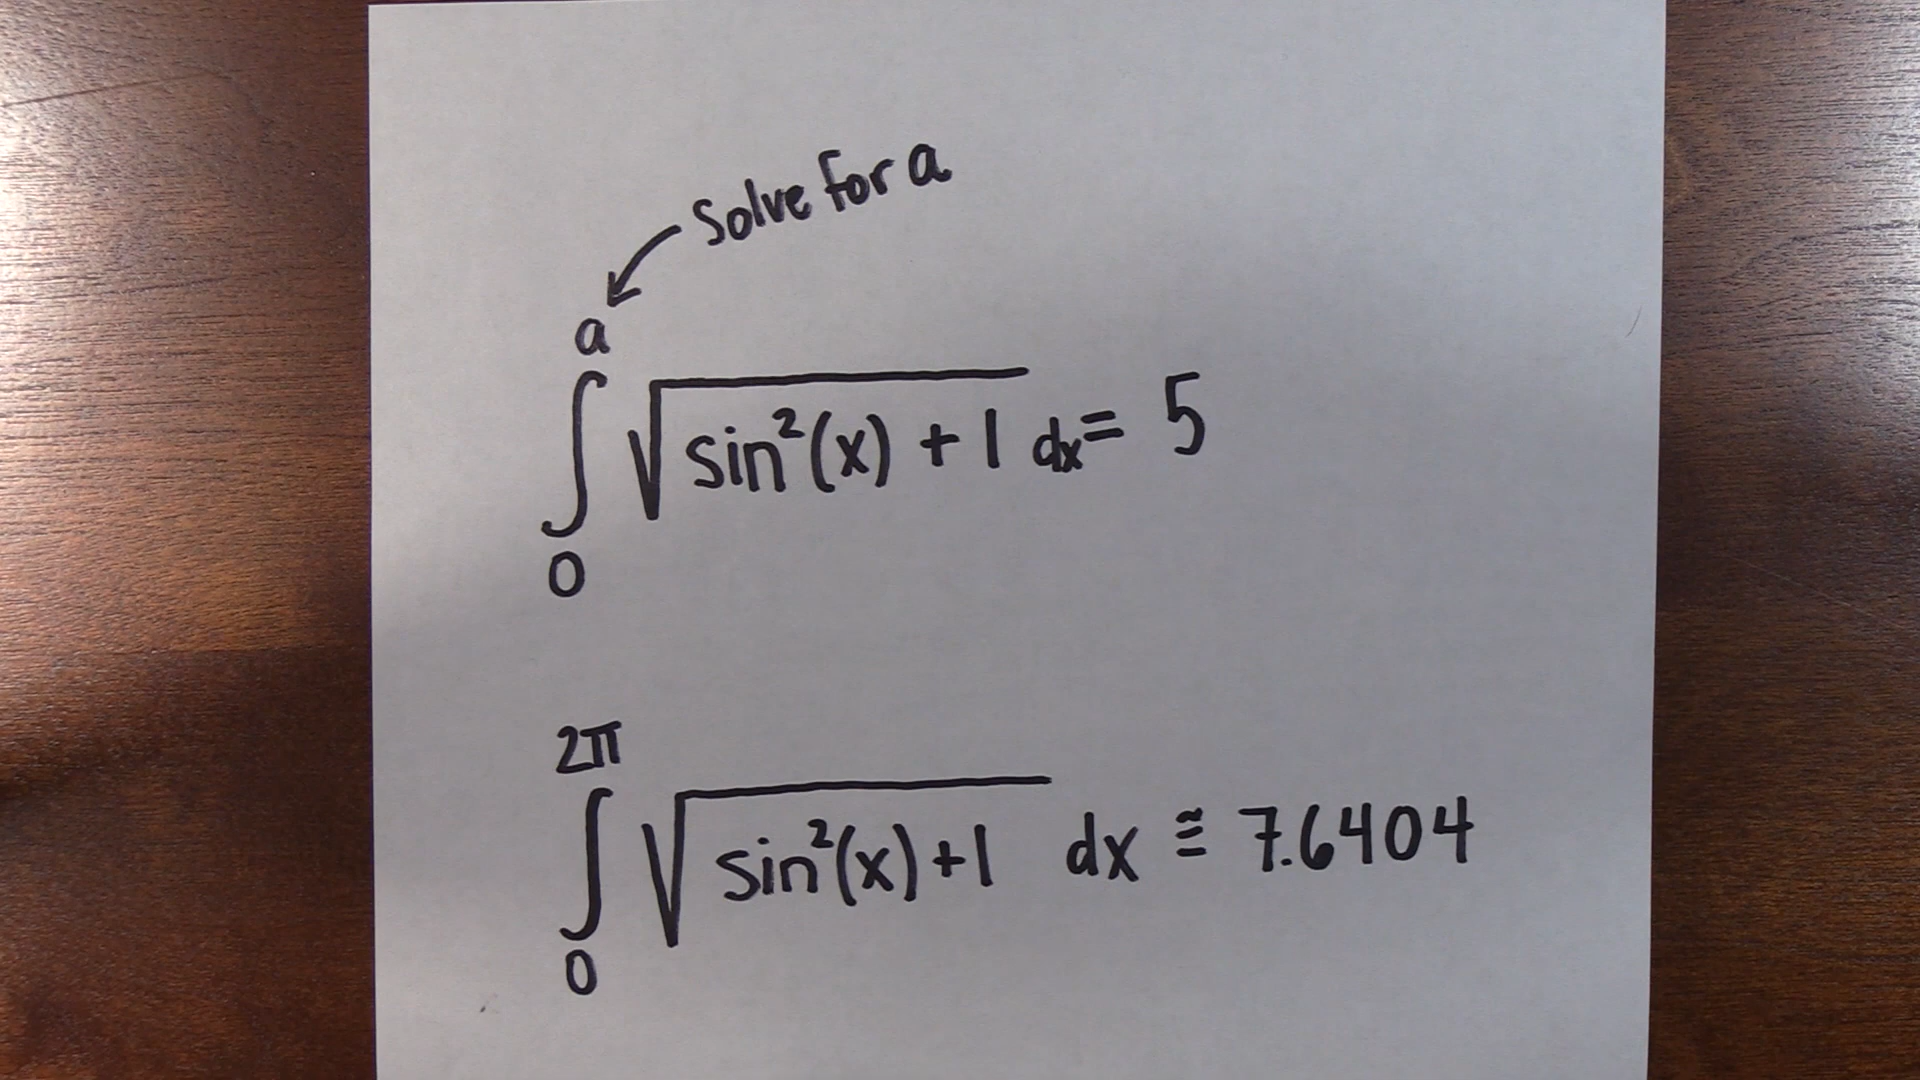 Solve for a
a
∫ √sin²(x) + 1 dx = 5
0
2π
∫ √sin²(x)+1 dx ≅ 7.6404
0